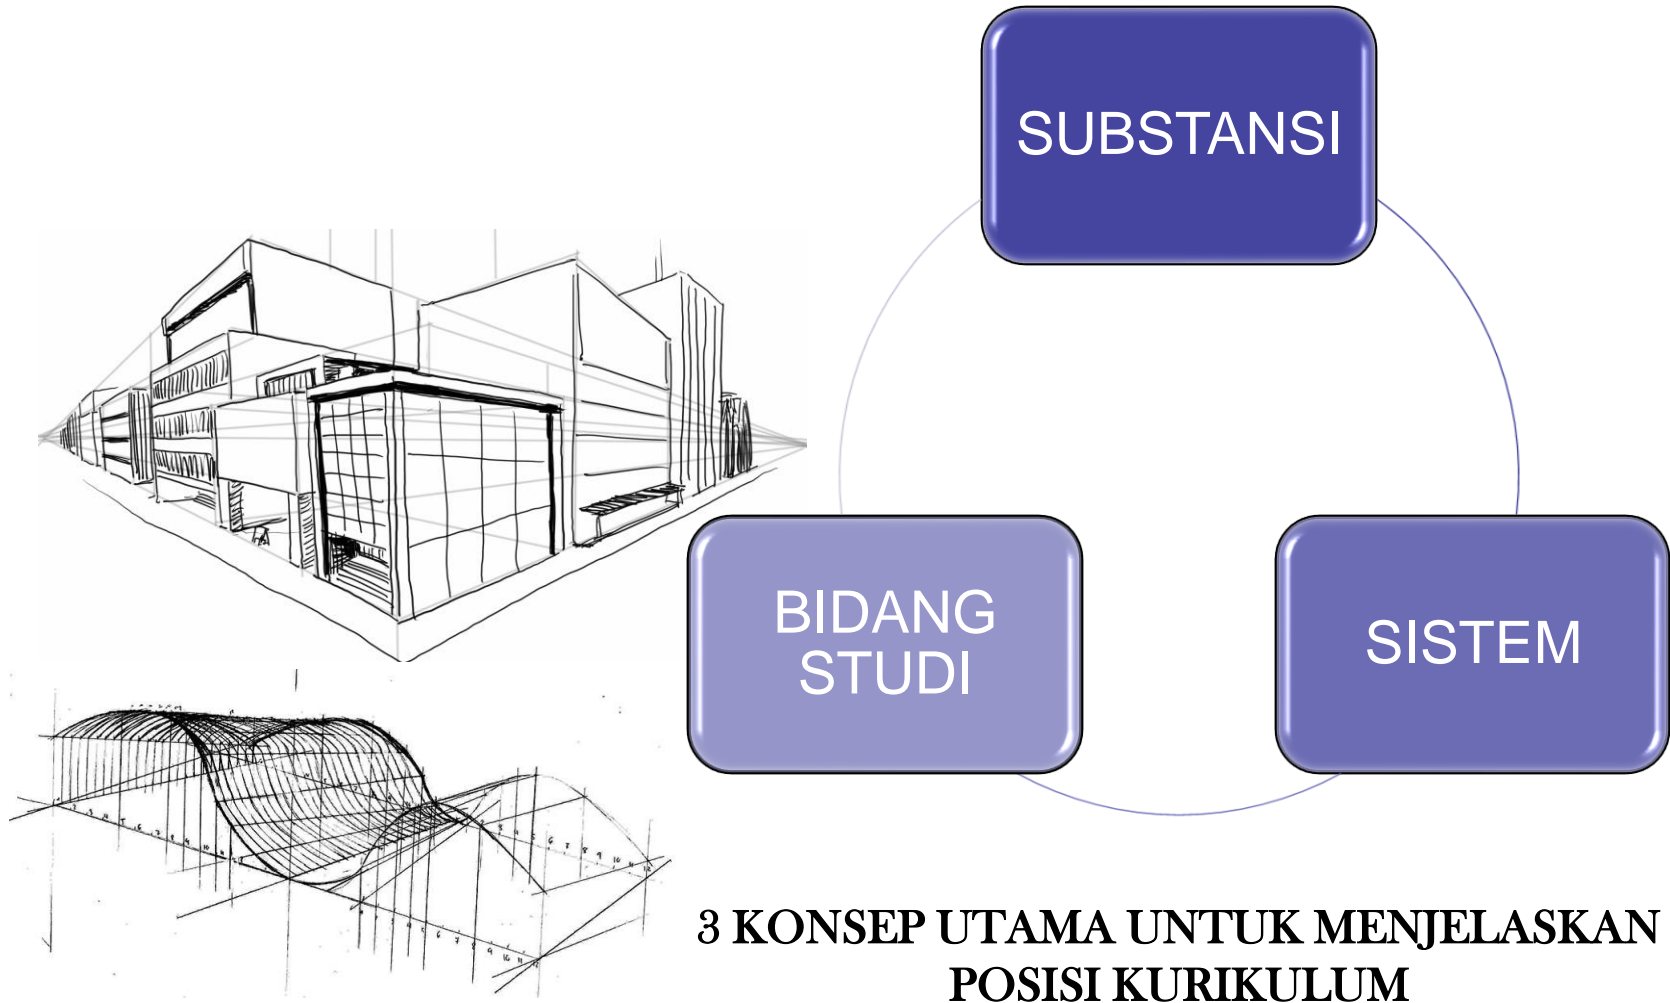 SUBSTANSI
BIDANG
STUDI
SISTEM
3 KONSEP UTAMA UNTUK MENJELASKAN
POSISI KURIKULUM